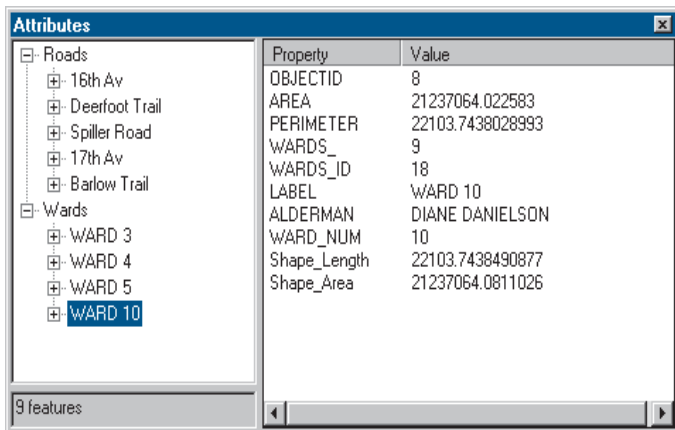 Attributes
Roads
16th Av
Deerfoot Trail
Spiller Road
17th Av
Barlow Trail
Wards
WARD 3
WARD 4
WARD 5
WARD 10
9 features
Property Value
OBJECTID 8
AREA 21237064.022583
PERIMETER 22103.7438028993
WARDS_ 9
WARDS_ID 18
LABEL WARD 10
ALDERMAN DIANE DANIELSON
WARD_NUM 10
Shape_Length 22103.7438490877
Shape_Area 21237064.0811026